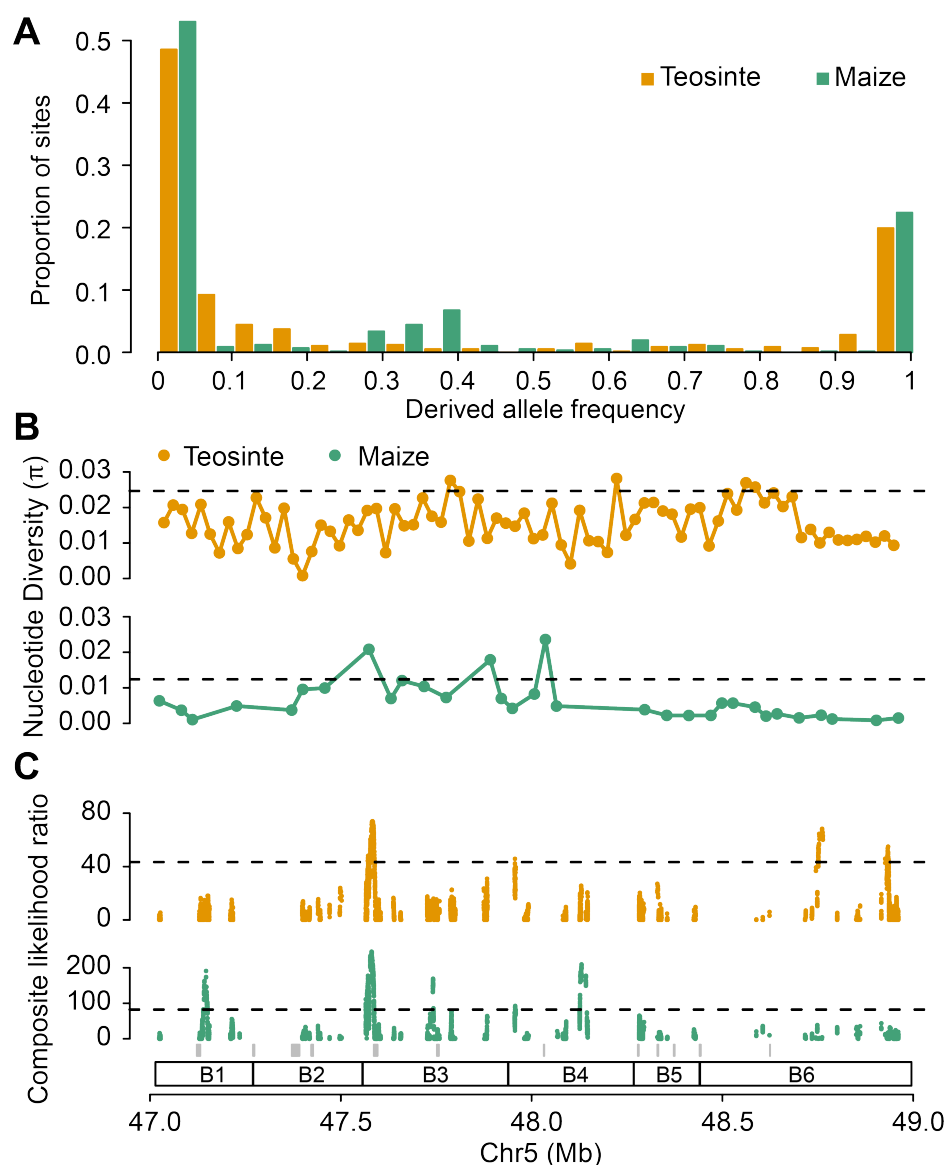 A
Proportion of sites
0.5
0.4
0.3
0.2
0.1
0.0
Teosinte
Maize
0 0.1 0.2 0.3 0.4 0.5 0.6 0.7 0.8 0.9 1
Derived allele frequency
B
Nucleotide Diversity (π)
Teosinte
Maize
0.03
0.02
0.01
0.00
0.03
0.02
0.01
0.00
C
Composite likelihood ratio
80
40
0
200
100
0
B1 B2 B3 B4 B5 B6
47.0 47.5 48.0 48.5 49.0
Chr5 (Mb)